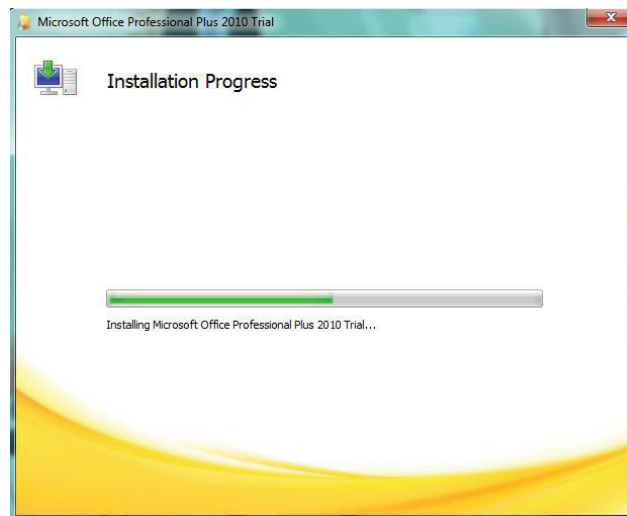 Microsoft Office Professional Plus 2010 Trial
Installation Progress
Installing Microsoft Office Professional Plus 2010 Trial...